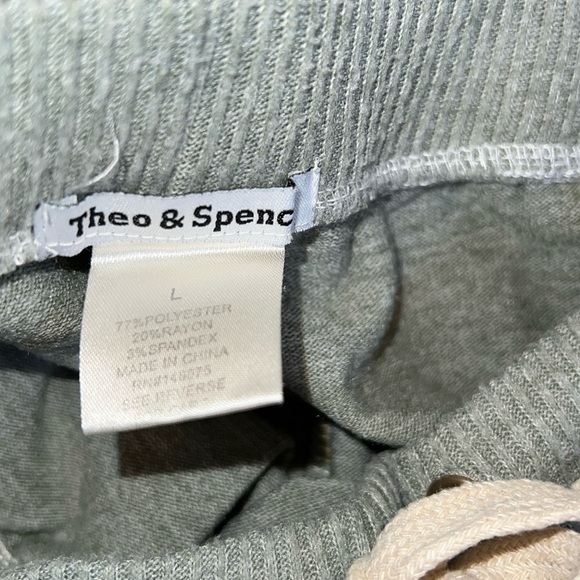 Theo & Spenc
L
77%POLYESTER
20%RAYON
3%SPANDEX
MADE IN CHINA
SEE REVERSE